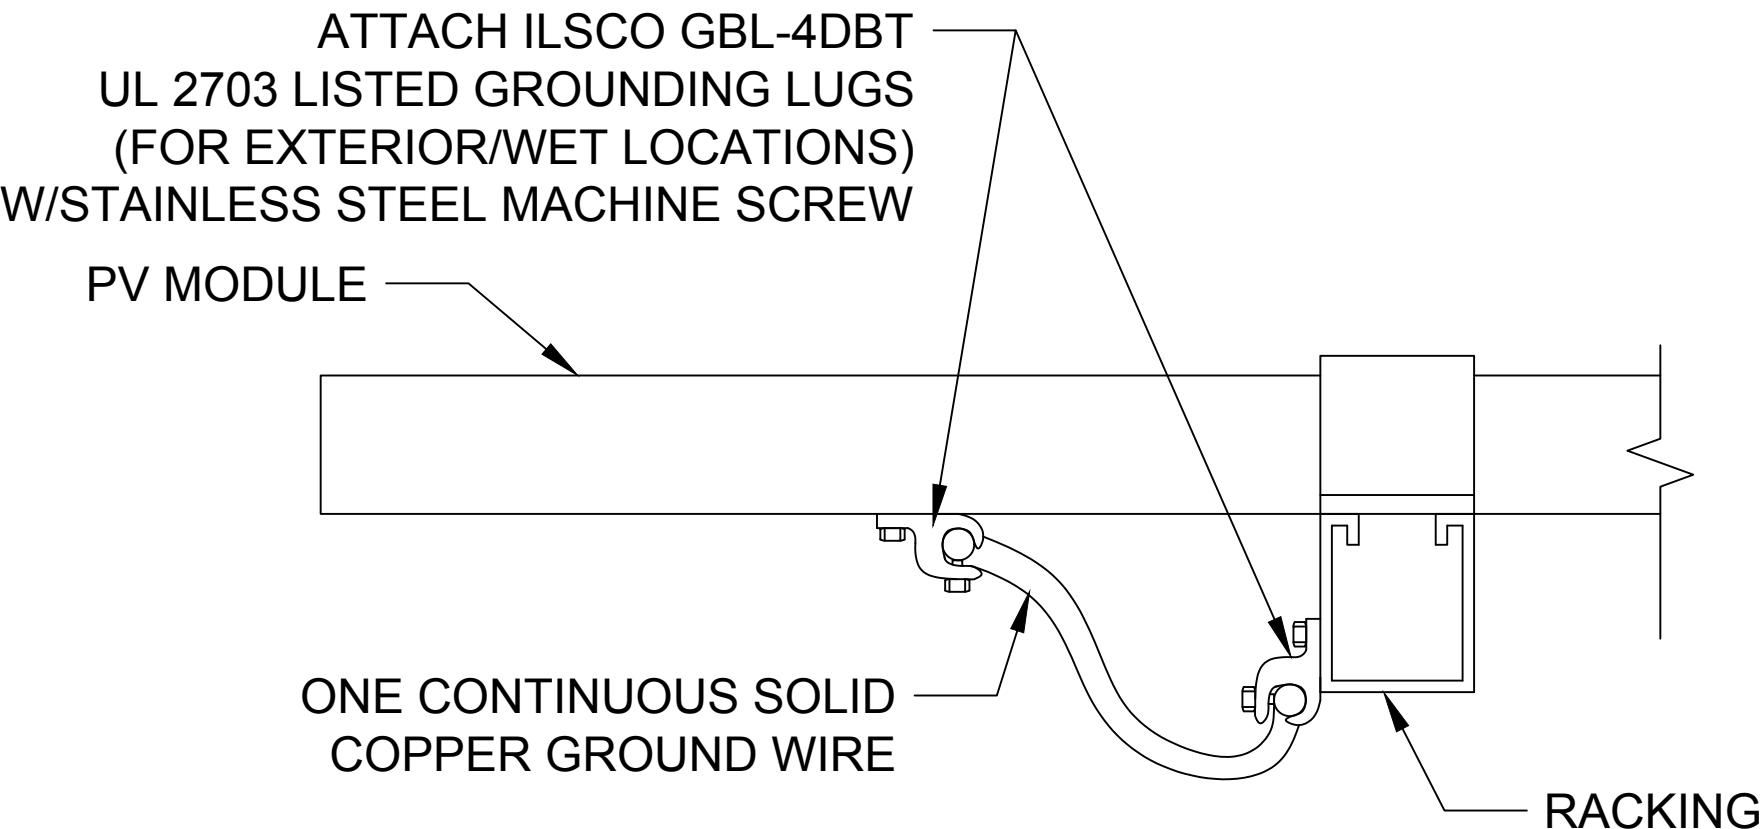 ATTACH ILSCO GBL-4DBT
UL 2703 LISTED GROUNDING LUGS
(FOR EXTERIOR/WET LOCATIONS)
W/STAINLESS STEEL MACHINE SCREW
PV MODULE
ONE CONTINUOUS SOLID
COPPER GROUND WIRE
RACKING